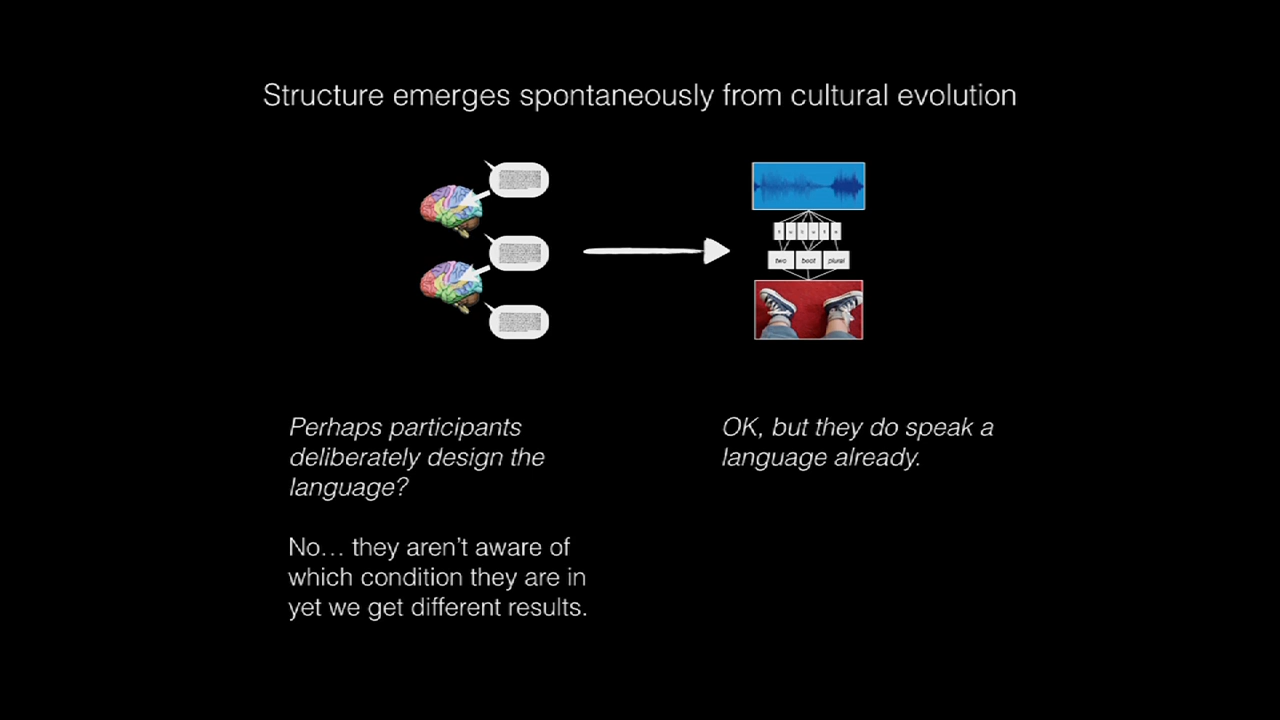 Structure emerges spontaneously from cultural evolution
two boot plural
Perhaps participants
deliberately design the
language?
OK, but they do speak a
language already.
No… they aren't aware of
which condition they are in
yet we get different results.